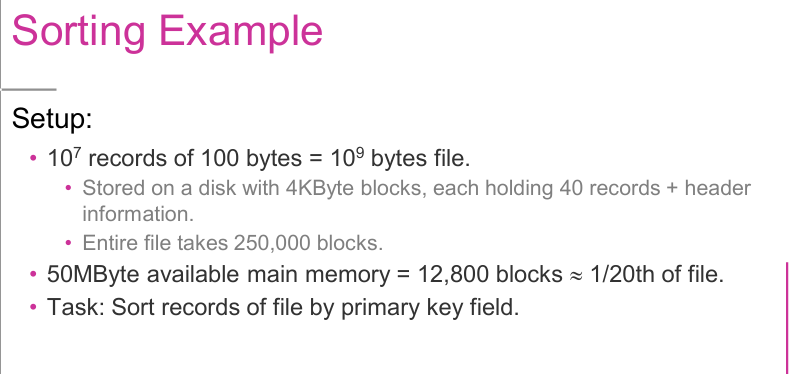 Sorting Example
Setup:
• 10⁷ records of 100 bytes = 10⁹ bytes file.
• Stored on a disk with 4KByte blocks, each holding 40 records + header
information.
• Entire file takes 250,000 blocks.
• 50MByte available main memory = 12,800 blocks ≈ 1/20th of file.
• Task: Sort records of file by primary key field.